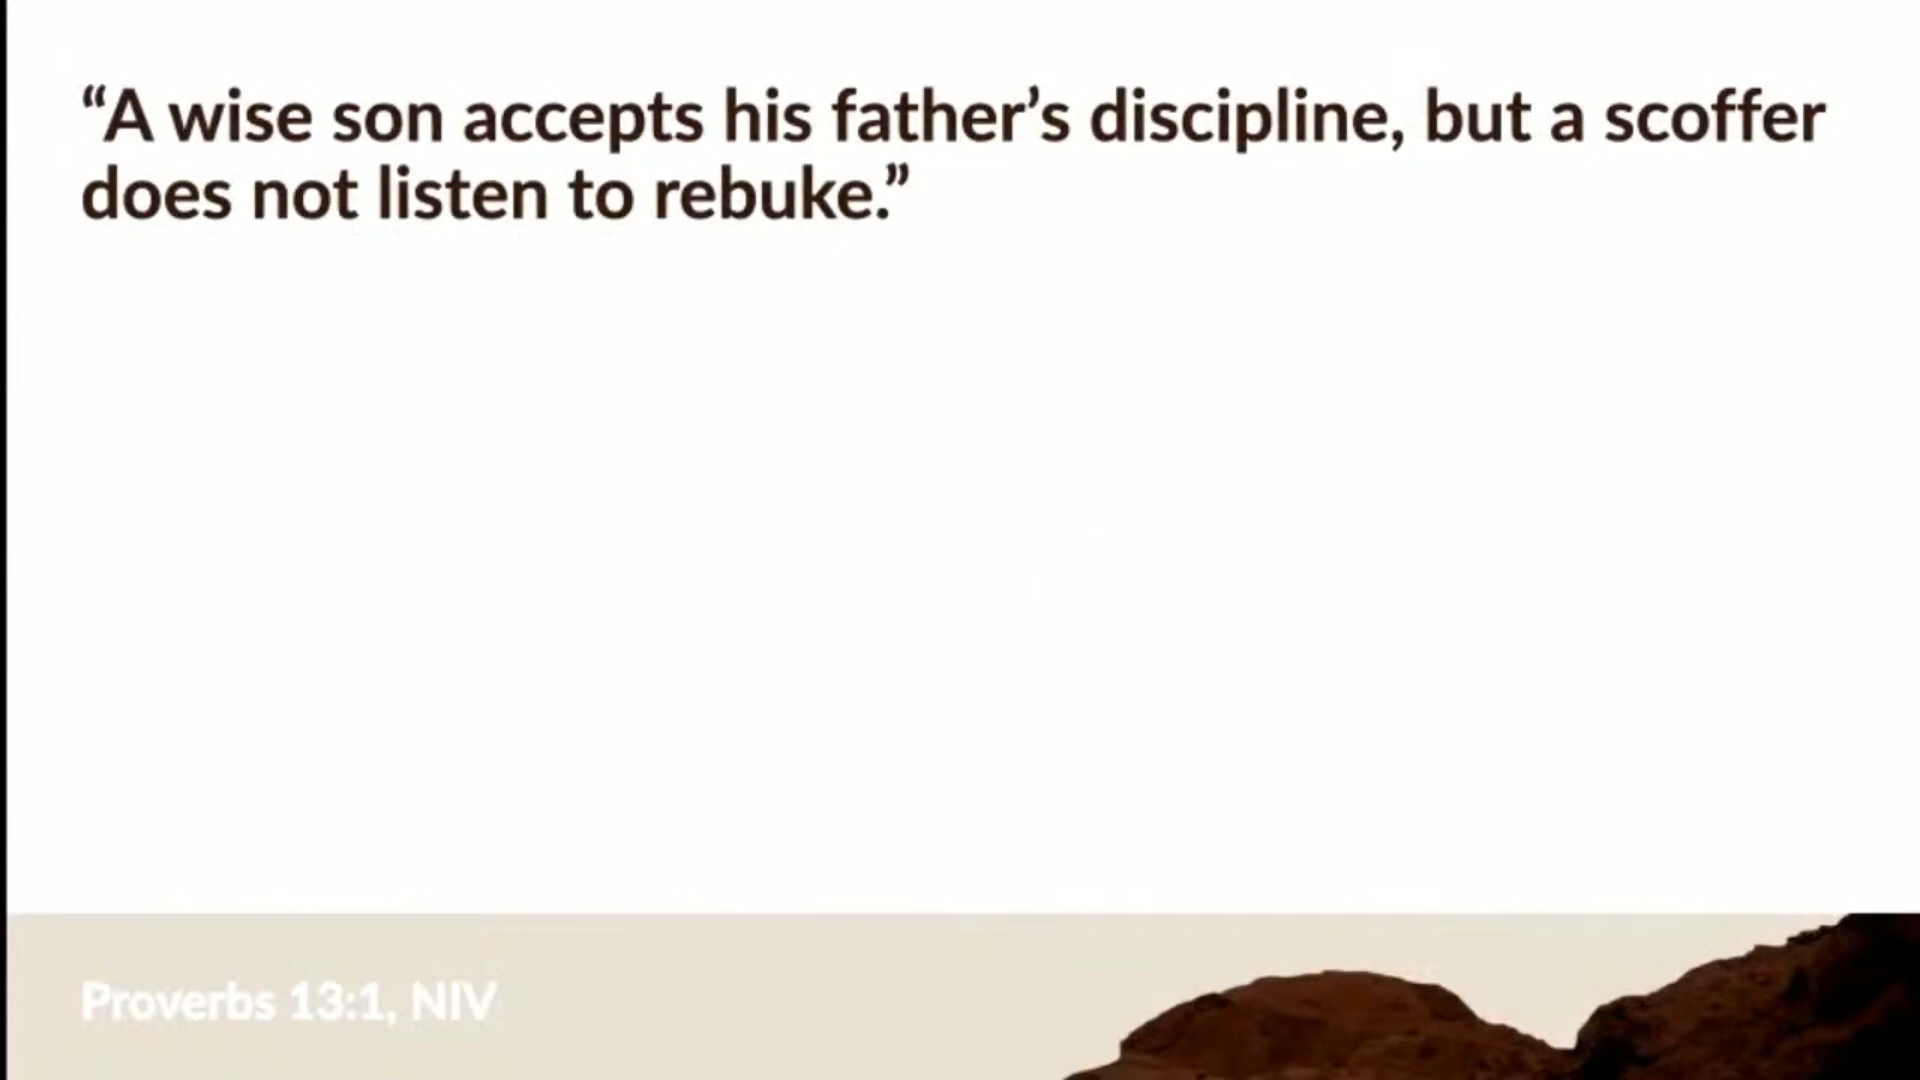 “A wise son accepts his father’s discipline, but a scoffer
does not listen to rebuke.”
Proverbs 13:1, NIV